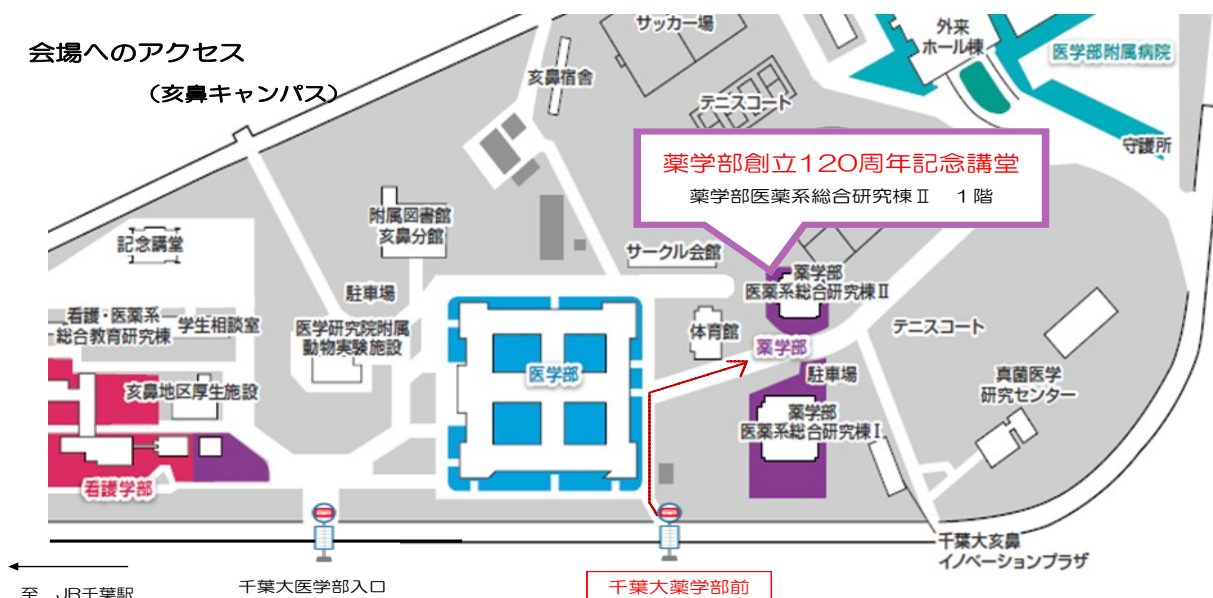 会場へのアクセス
(亥鼻キャンパス)
サッカー場
外来
ホール棟
医学部附属病院
亥鼻宿舎
テニスコート
守護所
薬学部創立120周年記念講堂
薬学部医薬系総合研究棟Ⅱ 1階
附属図書館
亥鼻分館
記念講堂
サークル会館
薬学部
医薬系総合研究棟Ⅱ
駐車場
看護・医薬系
総合教育研究棟
学生相談室
医学研究院附属
動物実験施設
体育館
薬学部
テニスコート
医学部
駐車場
真菌医学
研究センター
亥鼻地区厚生施設
薬学部
医薬系総合研究棟Ⅰ
看護学部
千葉大亥鼻
イノベーションプラザ
千葉大医学部入口
千葉大薬学部前
至 JR千葉駅